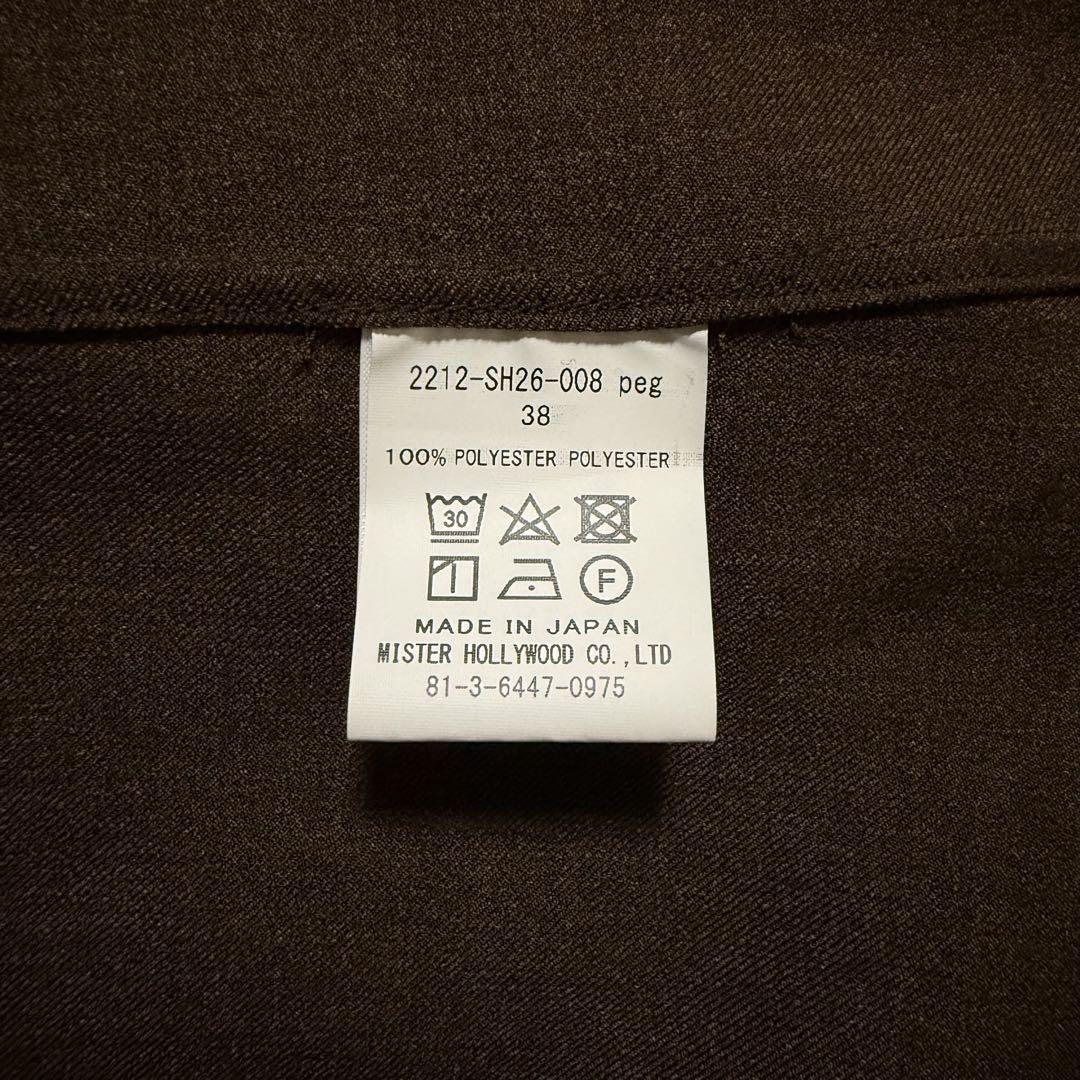 2212-SH26-008 peg
38
100% POLYESTER POLYESTER
30
F
MADE IN JAPAN
MISTER HOLLYWOOD CO.,LTD
81-3-6447-0975